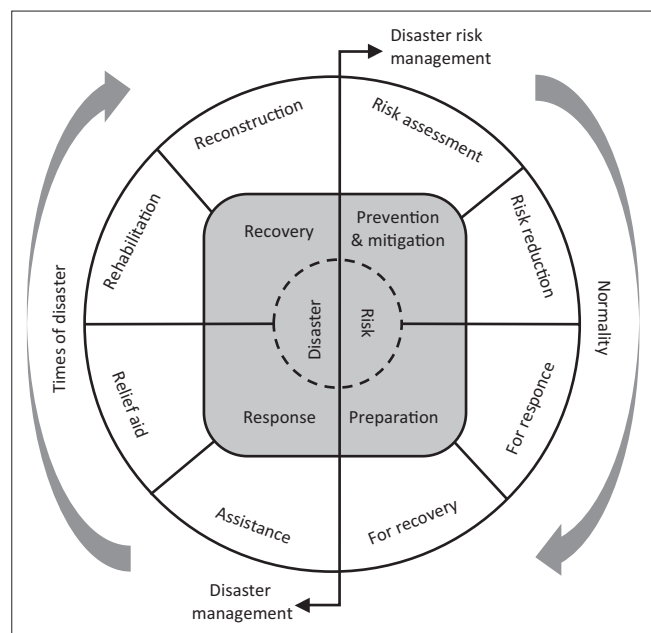 Disaster risk
management
Reconstruction
Risk assessment
Rehabilitation
Recovery
Prevention
& mitigation
Risk reduction
Times of disaster
Disaster
Risk
Normality
Relief aid
Response
Preparation
For responce
Assistance
For recovery
Disaster
management